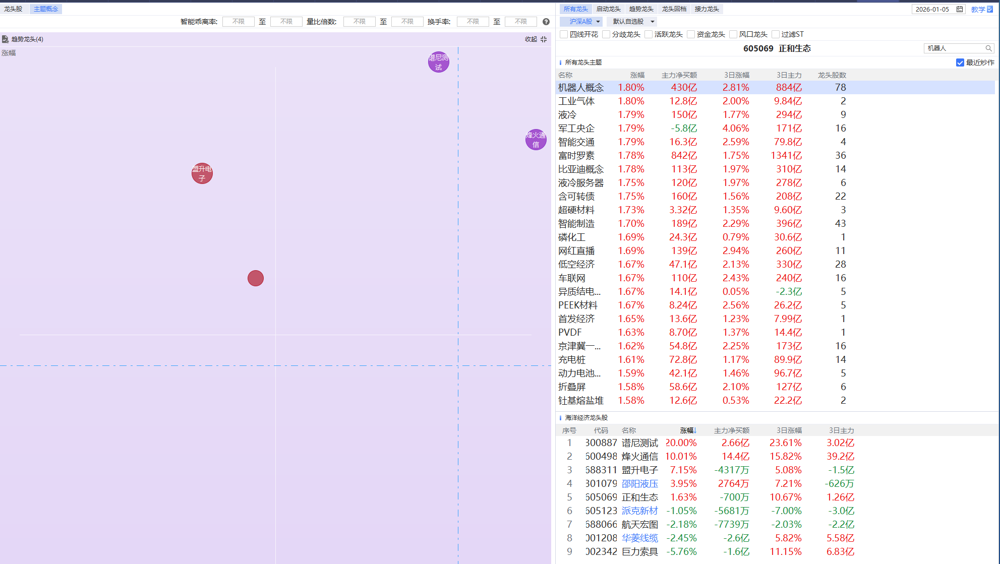 龙头股 主题概念
智能乖离率: 不限 至 不限 量比倍数: 不限 至 不限 换手率: 不限 至 不限
趋势龙头(4) 收起
涨幅
谱尼测试
烽火通信
盟升电子
所有龙头 启动龙头 趋势龙头 龙头回档 接力龙头 2026-01-05 教学
沪深A股 默认自选股
四线开花 分歧龙头 活跃龙头 资金龙头 风口龙头 过滤ST
605069 正和生态 机器人
所有龙头主题 最近炒作
名称 涨幅 主力净买额 3日涨幅 3日主力 龙头股数
机器人概念 1.80% 430亿 2.81% 884亿 78
工业气体 1.80% 12.8亿 2.00% 9.84亿 2
液冷 1.79% 150亿 1.77% 294亿 9
军工央企 1.79% -5.8亿 4.06% 171亿 16
智能交通 1.79% 16.3亿 2.59% 79.8亿 4
富时罗素 1.78% 842亿 1.75% 1341亿 36
比亚迪概念 1.78% 113亿 1.97% 310亿 14
液冷服务器 1.75% 120亿 1.97% 278亿 6
含可转债 1.75% 160亿 1.56% 208亿 22
超硬材料 1.73% 3.32亿 1.35% 9.60亿 3
智能制造 1.70% 189亿 2.29% 396亿 43
磷化工 1.69% 24.3亿 0.79% 30.6亿 1
网红直播 1.69% 139亿 2.94% 260亿 11
低空经济 1.67% 47.1亿 2.13% 330亿 28
车联网 1.67% 110亿 2.43% 240亿 16
异质结电... 1.67% 14.1亿 0.05% -2.3亿 5
PEEK材料 1.67% 8.24亿 2.56% 26.2亿 5
首发经济 1.65% 13.6亿 1.23% 7.99亿 1
PVDF 1.63% 8.70亿 1.37% 14.4亿 1
京津冀一... 1.62% 54.8亿 2.25% 173亿 16
充电桩 1.61% 72.8亿 1.17% 89.9亿 14
动力电池... 1.59% 42.1亿 1.46% 96.7亿 5
折叠屏 1.58% 58.6亿 2.10% 127亿 6
钍基熔盐堆 1.58% 12.6亿 0.53% 22.2亿 2
海洋经济龙头股
序号 代码 名称 涨幅↓ 主力净买额 3日涨幅 3日主力
1 300887 谱尼测试 20.00% 2.66亿 23.61% 3.02亿
2 600498 烽火通信 10.01% 14.4亿 15.82% 39.2亿
3 688311 盟升电子 7.15% -4317万 5.08% -1.5亿
4 301079 邵阳液压 3.95% 2764万 7.21% -626万
5 605069 正和生态 1.63% -700万 10.67% 1.26亿
6 605123 派克新材 -1.05% -5681万 -7.00% -3.0亿
7 688066 航天宏图 -2.18% -7739万 -2.03% -2.2亿
8 001208 华菱线缆 -2.45% -2.6亿 5.82% 5.58亿
9 002342 巨力索具 -5.76% -1.6亿 11.15% 6.83亿